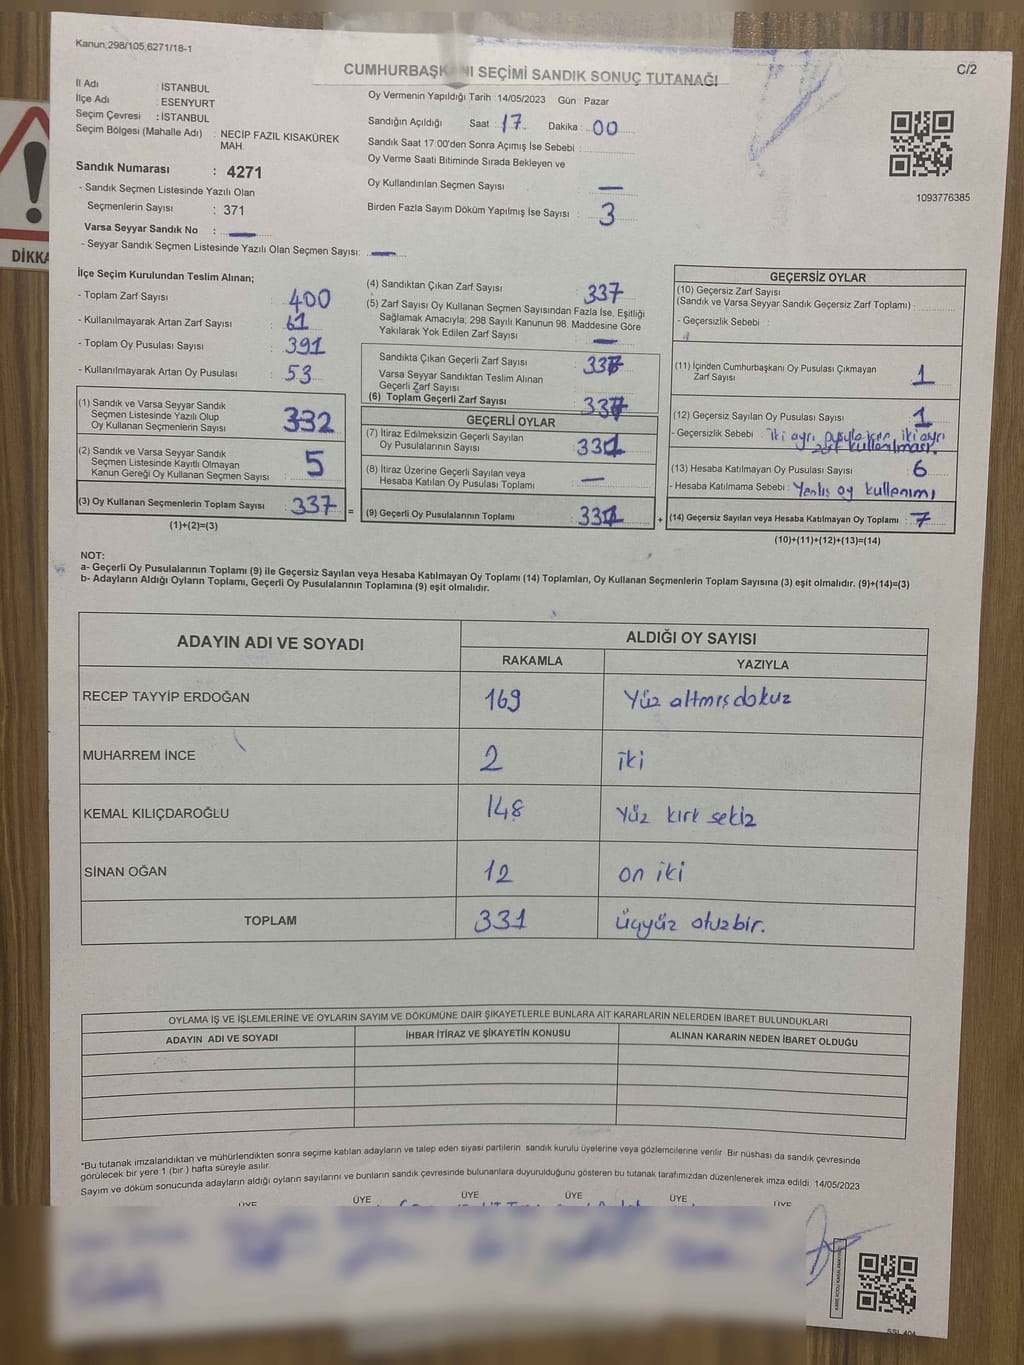 Kanun;298/105;6271/18-1
C/2
CUMHURBAŞKANI SEÇİMİ SANDIK SONUÇ TUTANAĞI
İl Adı : İSTANBUL
İlçe Adı : ESENYURT
Seçim Çevresi : İSTANBUL
Seçim Bölgesi (Mahalle Adı) : NECİP FAZIL KISAKÜREK
MAH.
Sandık Numarası : 4271
- Sandık Seçmen Listesinde Yazılı Olan
Seçmenlerin Sayısı : 371
Varsa Seyyar Sandık No : —
- Seyyar Sandık Seçmen Listesinde Yazılı Olan Seçmen Sayısı: —
Oy Vermenin Yapıldığı Tarih :14/05/2023 Gün : Pazar
Sandığın Açıldığı Saat : 17 Dakika : 00
Sandık Saat 17:00'den Sonra Açımış İse Sebebi :
Oy Verme Saati Bitiminde Sırada Bekleyen ve
Oy Kullandırılan Seçmen Sayısı : —
Birden Fazla Sayım Döküm Yapılmış İse Sayısı : 3
1093776385
DİKKA
İlçe Seçim Kurulundan Teslim Alınan;
- Toplam Zarf Sayısı : 400
- Kullanılmayarak Artan Zarf Sayısı : 61
- Toplam Oy Pusulası Sayısı : 391
- Kullanılmayarak Artan Oy Pusulası : 53
(1) Sandık ve Varsa Seyyar Sandık
Seçmen Listesinde Yazılı Olup
Oy Kullanan Seçmenlerin Sayısı : 332
(2) Sandık ve Varsa Seyyar Sandık
Seçmen Listesinde Kayıtlı Olmayan
Kanun Gereği Oy Kullanan Seçmen Sayısı : 5
(3) Oy Kullanan Seçmenlerin Toplam Sayısı : 337 =
(1)+(2)=(3)
(4) Sandıktan Çıkan Zarf Sayısı : 337
(5) Zarf Sayısı Oy Kullanan Seçmen Sayısından Fazla İse, Eşitliği
Sağlamak Amacıyla; 298 Sayılı Kanunun 98. Maddesine Göre
Yakılarak Yok Edilen Zarf Sayısı : —
Sandıkta Çıkan Geçerli Zarf Sayısı : 337
Varsa Seyyar Sandıktan Teslim Alınan
Geçerli Zarf Sayısı :
(6) Toplam Geçerli Zarf Sayısı : 337
GEÇERLİ OYLAR
(7) İtiraz Edilmeksizin Geçerli Sayılan
Oy Pusulasının Sayısı : 331
(8) İtiraz Üzerine Geçerli Sayılan veya
Hesaba Katılan Oy Pusulası Toplamı : —
(9) Geçerli Oy Pusulalarının Toplamı : 331 +
GEÇERSİZ OYLAR
(10) Geçersiz Zarf Sayısı
(Sandık ve Varsa Seyyar Sandık Geçersiz Zarf Toplamı) :
- Geçersizlik Sebebi :
(11) İçinden Cumhurbaşkanı Oy Pusulası Çıkmayan
Zarf Sayısı : 1
(12) Geçersiz Sayılan Oy Pusulası Sayısı : 1
- Geçersizlik Sebebi : iki ayrı pusula için iki ayrı
zarf kullanılması.
(13) Hesaba Katılmayan Oy Pusulası Sayısı : 6
- Hesaba Katılmama Sebebi : Yanlış oy kullanımı
(14) Geçersiz Sayılan veya Hesaba Katılmayan Oy Toplamı : 7
(10)+(11)+(12)+(13)=(14)
NOT:
a- Geçerli Oy Pusulalarının Toplamı (9) ile Geçersiz Sayılan veya Hesaba Katılmayan Oy Toplamı (14) Toplamları, Oy Kullanan Seçmenlerin Toplam Sayısına (3) eşit olmalıdır. (9)+(14)=(3)
b- Adayların Aldığı Oyların Toplamı, Geçerli Oy Pusulalarının Toplamına (9) eşit olmalıdır.
ADAYIN ADI VE SOYADI ALDIĞI OY SAYISI
RAKAMLA YAZIYLA
RECEP TAYYİP ERDOĞAN 169 Yüz altmış dokuz
MUHARREM İNCE 2 iki
KEMAL KILIÇDAROĞLU 148 Yüz kırk sekiz
SİNAN OĞAN 12 on iki
TOPLAM 331 üçyüz otuzbir.
OYLAMA İŞ VE İŞLEMLERİNE VE OYLARIN SAYIM VE DÖKÜMÜNE DAİR ŞİKAYETLERLE BUNLARA AİT KARARLARIN NELERDEN İBARET BULUNDUKLARI
ADAYIN ADI VE SOYADI İHBAR İTİRAZ VE ŞİKAYETİN KONUSU ALINAN KARARIN NEDEN İBARET OLDUĞU
*Bu tutanak imzalandıktan ve mühürlendikten sonra seçime katılan adayların ve talep eden siyasi partilerin sandık kurulu üyelerine veya gözlemcilerine verilir. Bir nüshası da sandık çevresinde
görülecek bir yere 1 (bir ) hafta süreyle asılır.
Sayım ve döküm sonucunda adayların aldığı oyların sayılarını ve bunların sandık çevresinde bulunanlara duyurulduğunu gösteren bu tutanak tarafımızdan düzenlenerek imza edildi. 14/05/2023
ÜYE ÜYE ÜYE ÜYE ÜYE ÜYE